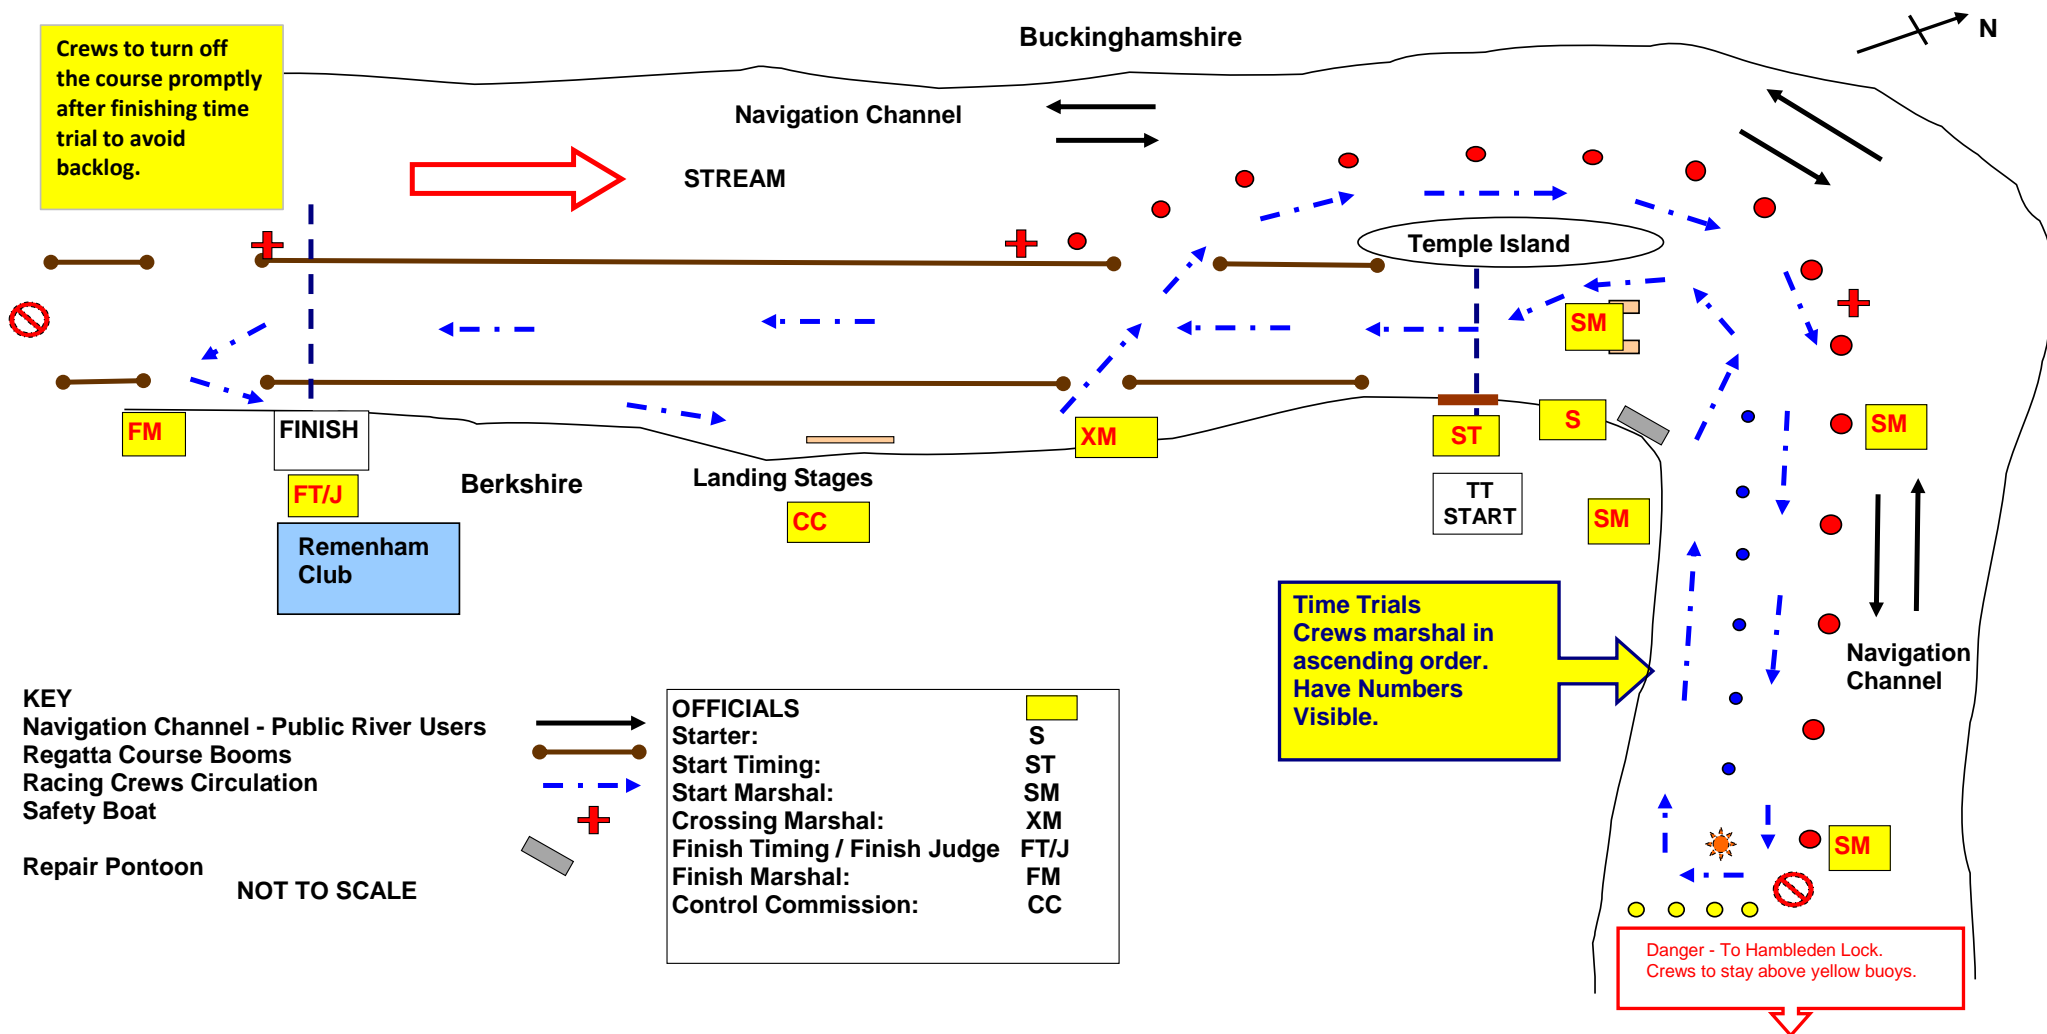 Buckinghamshire
N
Crews to turn off
the course promptly
after finishing time
trial to avoid
backlog.
Navigation Channel
STREAM
Temple Island
SM
FM
FINISH
XM
ST
S
SM
FT/J
Berkshire
Landing Stages
CC
TT
START
SM
Remenham
Club
Time Trials
Crews marshal in
ascending order.
Have Numbers
Visible.
Navigation
Channel
SM
KEY
Navigation Channel - Public River Users
Regatta Course Booms
Racing Crews Circulation
Safety Boat
Repair Pontoon
NOT TO SCALE
OFFICIALS
Starter: S
Start Timing: ST
Start Marshal: SM
Crossing Marshal: XM
Finish Timing / Finish Judge FT/J
Finish Marshal: FM
Control Commission: CC
Danger - To Hambleden Lock.
Crews to stay above yellow buoys.